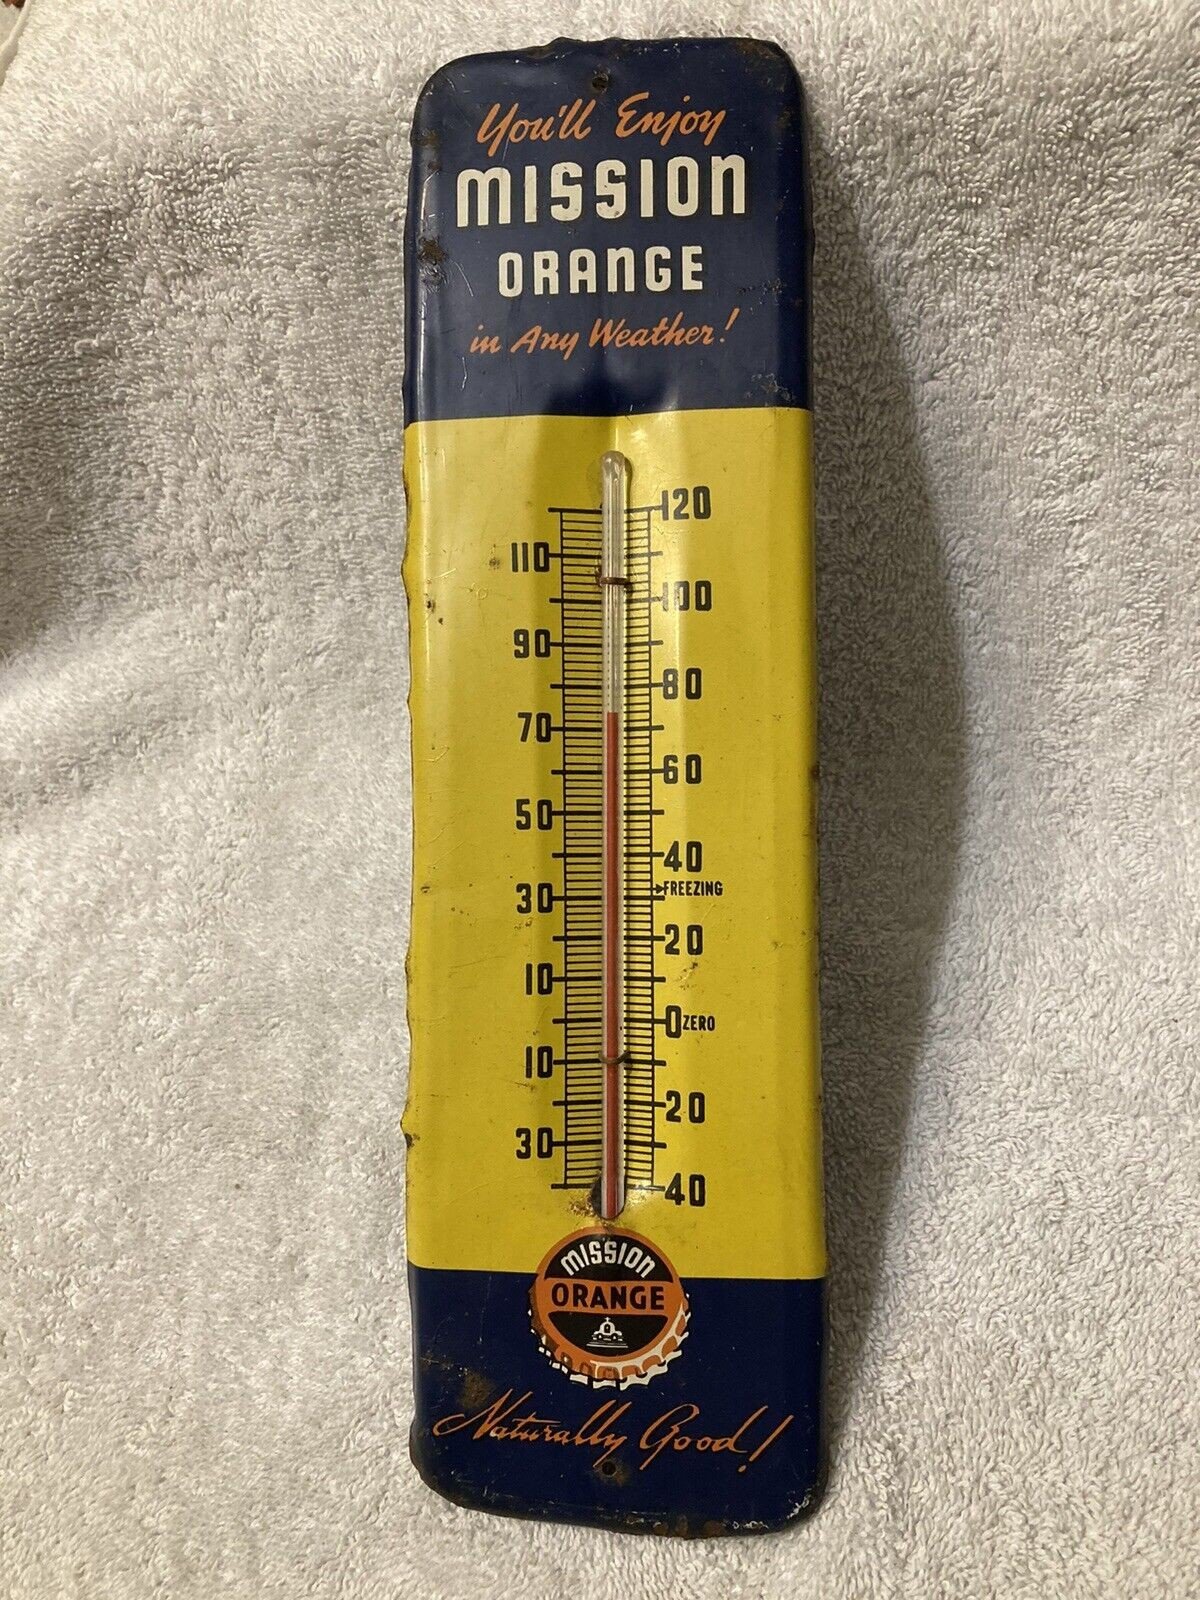 You'll Enjoy
MISSION
ORANGE
in Any Weather!
120
110
100
90
80
70
60
50
40
FREEZING
30
20
10
0 ZERO
10
20
30
40
MISSION
ORANGE
Naturally Good!